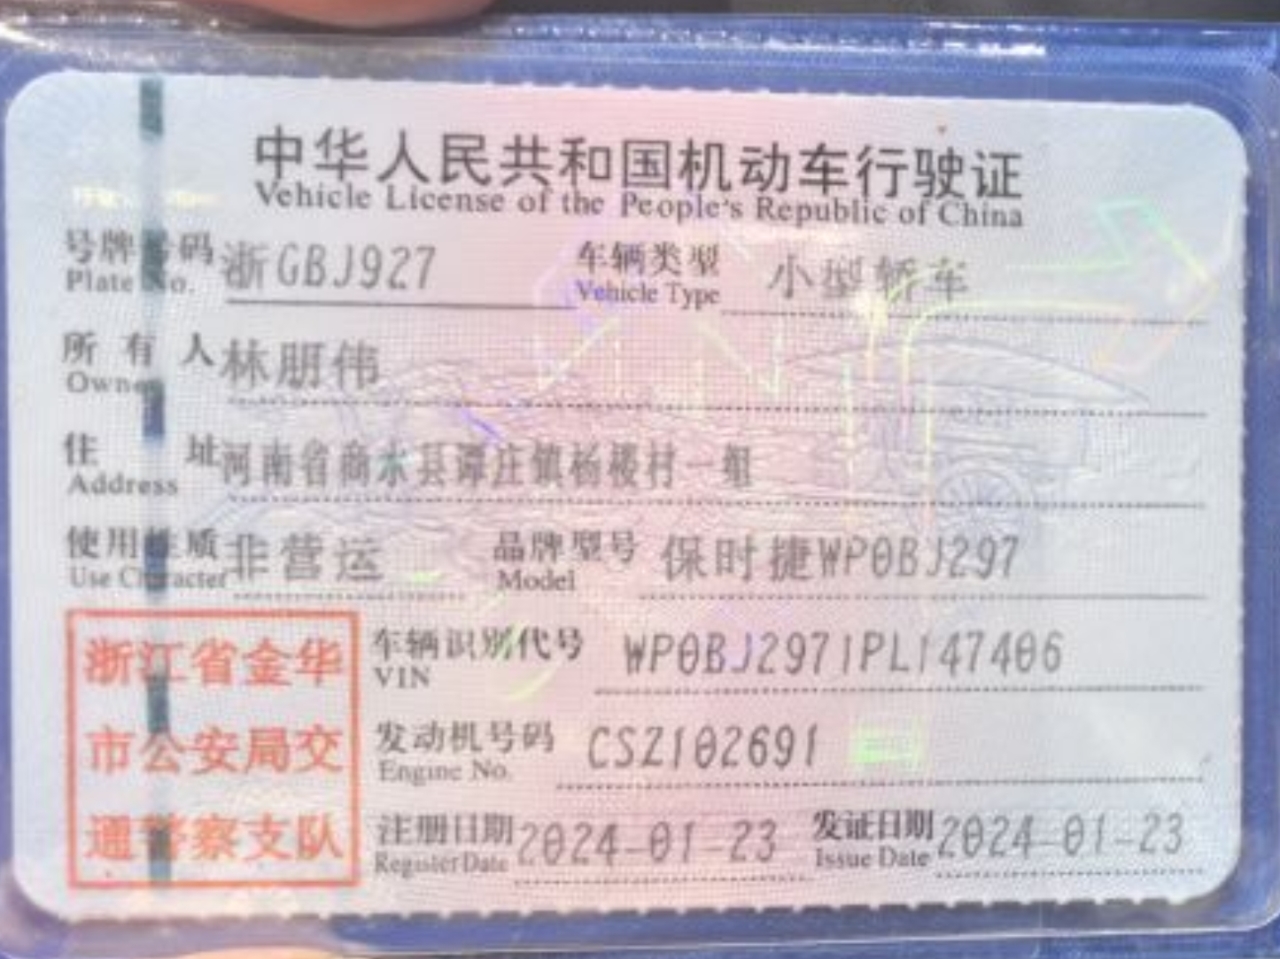 中华人民共和国机动车行驶证
Vehicle License of the People's Republic of China
号牌号码 浙GBJ927 车辆类型 小型轿车
Plate No. Vehicle Type
所有人 林朋伟
Owner
住址 河南省商水县谭庄镇杨楼村一组
Address
使用性质 非营运 品牌型号 保时捷WP0BJ297
Use Character Model
浙江省金华
市公安局交
通警察支队
车辆识别代号 WP0BJ2971PL147406
VIN
发动机号码 CSZ102691
Engine No.
注册日期 2024-01-23 发证日期 2024-01-23
Register Date Issue Date